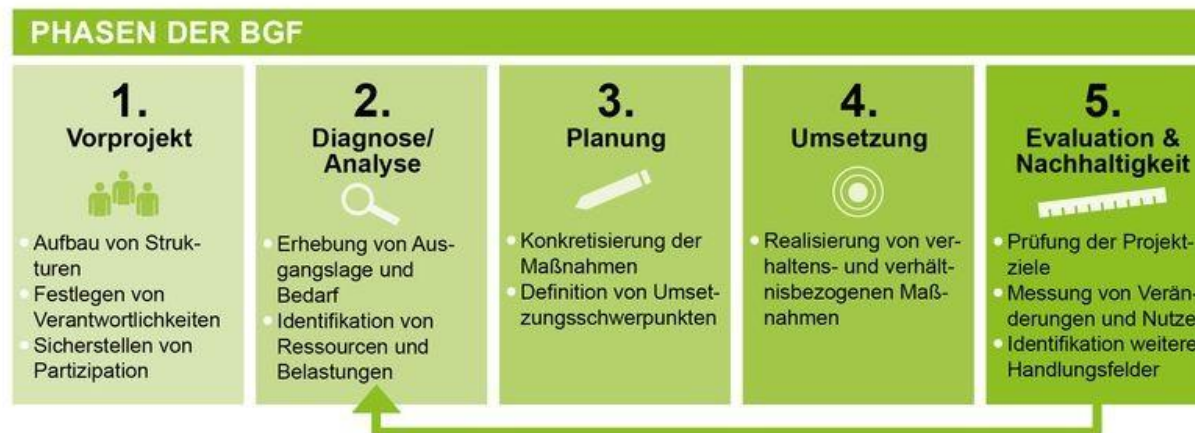 PHASEN DER BGF
1.
Vorprojekt
Aufbau von Struk-
turen
Festlegen von
Verantwortlichkeiten
Sicherstellen von
Partizipation
2.
Diagnose/
Analyse
Erhebung von Aus-
gangslage und
Bedarf
Identifikation von
Ressourcen und
Belastungen
3.
Planung
Konkretisierung der
Maßnahmen
Definition von Umset-
zungsschwerpunkten
4.
Umsetzung
Realisierung von ver-
haltens- und verhält-
nisbezogenen Maß-
nahmen
5.
Evaluation &
Nachhaltigkeit
Prüfung der Projekt-
ziele
Messung von Verän-
derungen und Nutze
Identifikation weitere
Handlungsfelder